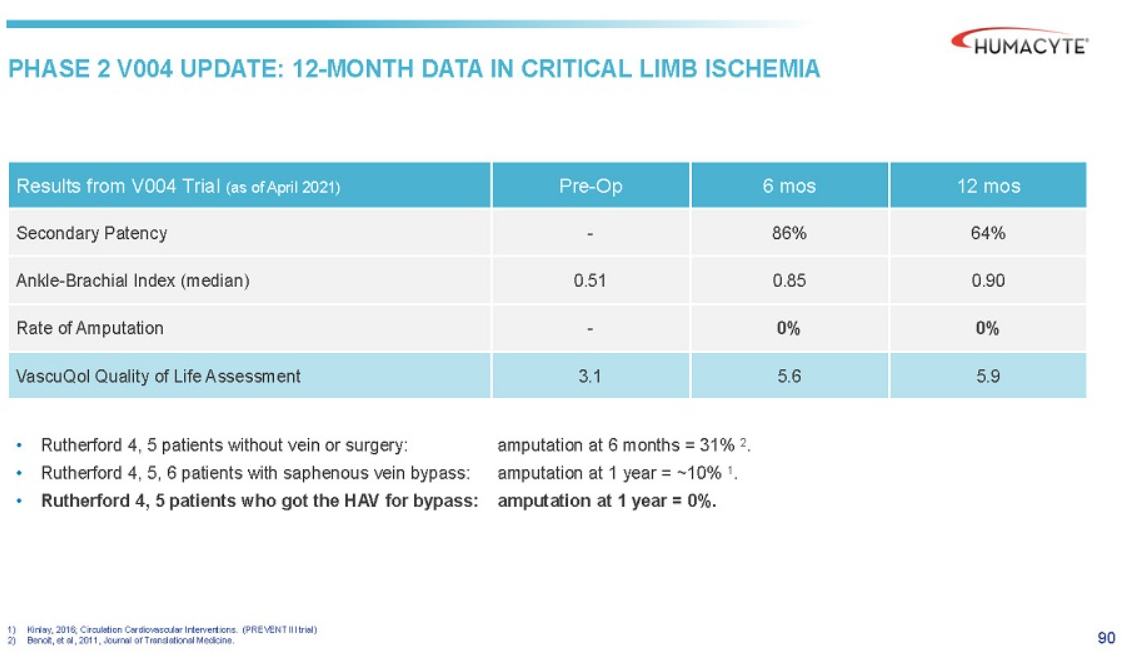 HUMACYTE®
PHASE 2 V004 UPDATE: 12-MONTH DATA IN CRITICAL LIMB ISCHEMIA
Results from V004 Trial (as of April 2021) Pre-Op 6 mos 12 mos
Secondary Patency - 86% 64%
Ankle-Brachial Index (median) 0.51 0.85 0.90
Rate of Amputation - 0% 0%
VascuQol Quality of Life Assessment 3.1 5.6 5.9
• Rutherford 4, 5 patients without vein or surgery: amputation at 6 months = 31% ².
• Rutherford 4, 5, 6 patients with saphenous vein bypass: amputation at 1 year = ~10% ¹.
• Rutherford 4, 5 patients who got the HAV for bypass: amputation at 1 year = 0%.
1) Kinlay, 2016; Circulation Cardiovascular Interventions. (PREVENT III trial)
2) Benoit, et al, 2011, Journal of Translational Medicine.
90